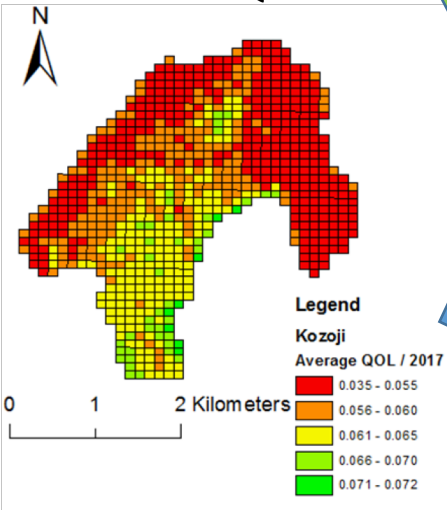 N
Legend
Kozoji
Average QOL / 2017
0.035 - 0.055
0.056 - 0.060
0.061 - 0.065
0.066 - 0.070
0.071 - 0.072
0 1 2 Kilometers